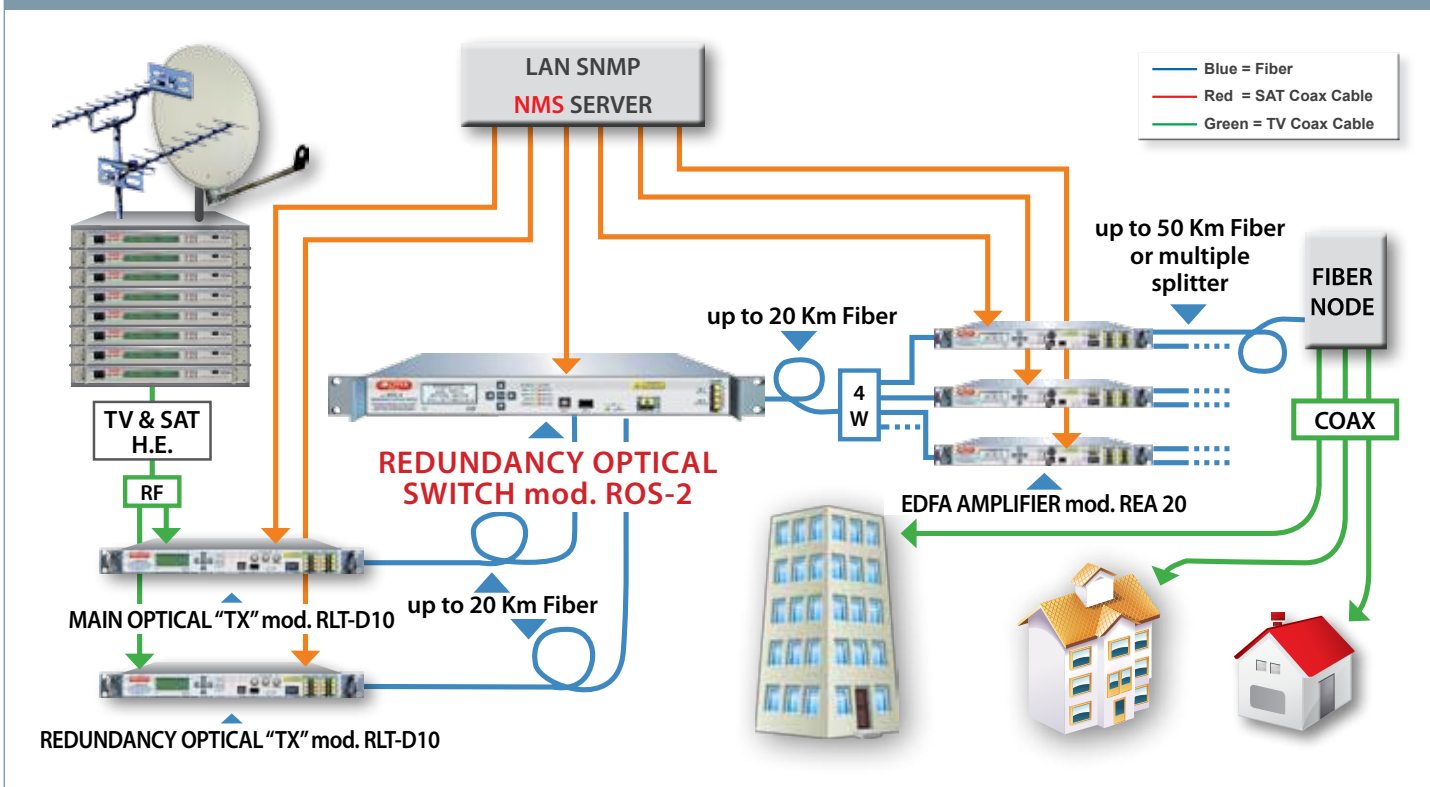 LAN SNMP
NMS SERVER
Blue = Fiber
Red = SAT Coax Cable
Green = TV Coax Cable
up to 50 Km Fiber
or multiple
splitter
FIBER
NODE
up to 20 Km Fiber
4
W
TV & SAT
H.E.
COAX
REDUNDANCY OPTICAL
SWITCH mod. ROS-2
RF
EDFA AMPLIFIER mod. REA 20
up to 20 Km Fiber
MAIN OPTICAL “TX” mod. RLT-D10
REDUNDANCY OPTICAL “TX” mod. RLT-D10